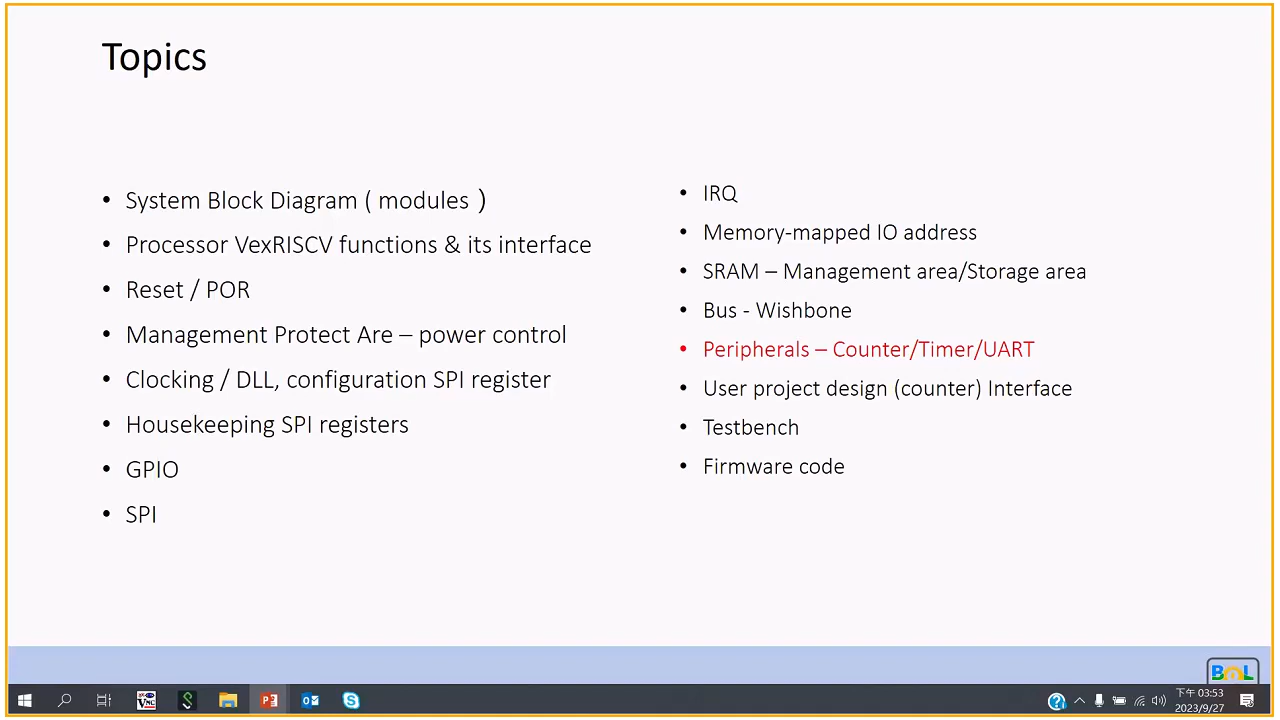 Topics
• System Block Diagram ( modules ）
• Processor VexRISCV functions & its interface
• Reset / POR
• Management Protect Are – power control
• Clocking / DLL, configuration SPI register
• Housekeeping SPI registers
• GPIO
• SPI
• IRQ
• Memory-mapped IO address
• SRAM – Management area/Storage area
• Bus - Wishbone
• Peripherals – Counter/Timer/UART
• User project design (counter) Interface
• Testbench
• Firmware code
BOL
VNC
下午 03:53
2023/9/27